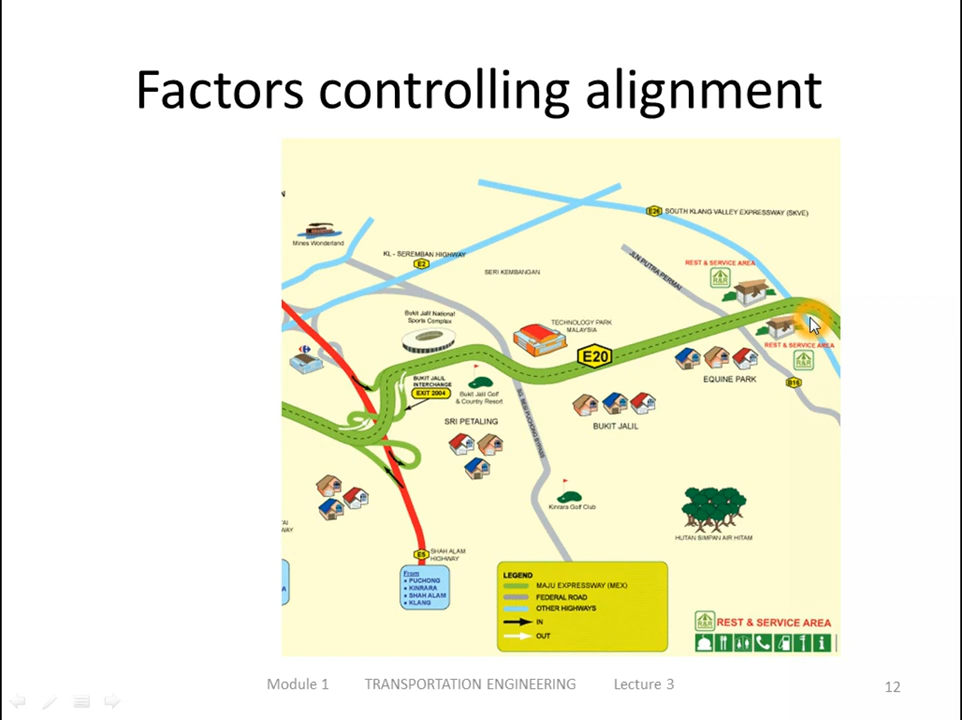 Factors controlling alignment
Mines Wonderland
KL - SEREMBAN HIGHWAY
E2
SERI KEMBANGAN
E26 SOUTH KLANG VALLEY EXPRESSWAY (SKVE)
JLN PUTRA PERMAI
REST & SERVICE AREA
R&R
Bukit Jalil National
Sports Complex
TECHNOLOGY PARK
MALAYSIA
E20
REST & SERVICE AREA
R&R
EQUINE PARK
B16
BUKIT JALIL
INTERCHANGE
EXIT 2004
Bukit Jalil Golf
& Country Resort
SRI PETALING
BUKIT JALIL
Kinrara Golf Club
HUTAN SIMPAN AIR HITAM
WAY
E5 SHAH ALAM
HIGHWAY
From
• PUCHONG
• KINRARA
• SHAH ALAM
• KLANG
LEGEND
MAJU EXPRESSWAY (MEX)
FEDERAL ROAD
OTHER HIGHWAYS
IN
OUT
R&R REST & SERVICE AREA
Module 1 TRANSPORTATION ENGINEERING Lecture 3
12